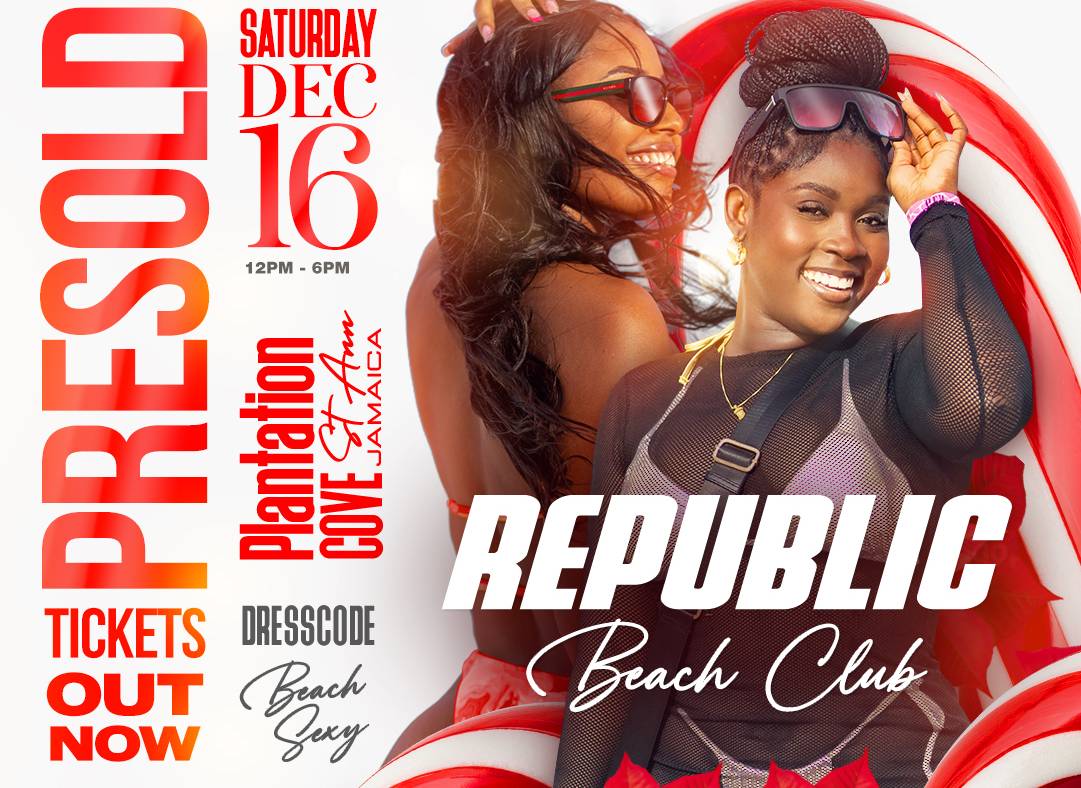 PRESOLD
TICKETS
OUT
NOW
SATURDAY
DEC
16
12PM - 6PM
Plantation
COVE St Ann
JAMAICA
DRESSCODE
Beach
Sexy
REPUBLIC
Beach Club